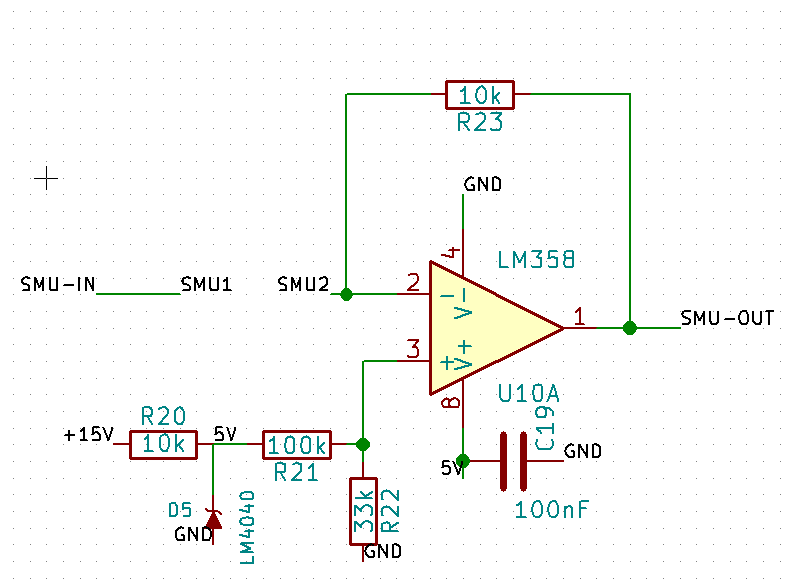 10k
R23
GND
4
SMU-IN
SMU1
SMU2
2
LM358
V-
1
SMU-OUT
3
V+
8
U10A
C19
GND
5V
100nF
+15V
R20
10k
5V
100k
R21
D5
GND
LM4040
33k
R22
GND